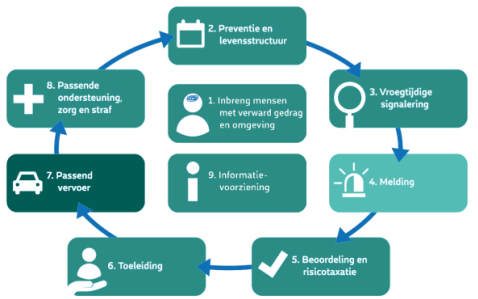 2. Preventie en
levensstructuur
8. Passende
ondersteuning,
zorg en straf
3. Vroegtijdige
signalering
1. Inbreng mensen
met verward gedrag
en omgeving
7. Passend
vervoer
9. Informatie-
voorziening
4. Melding
6. Toeleiding
5. Beoordeling en
risicotaxatie